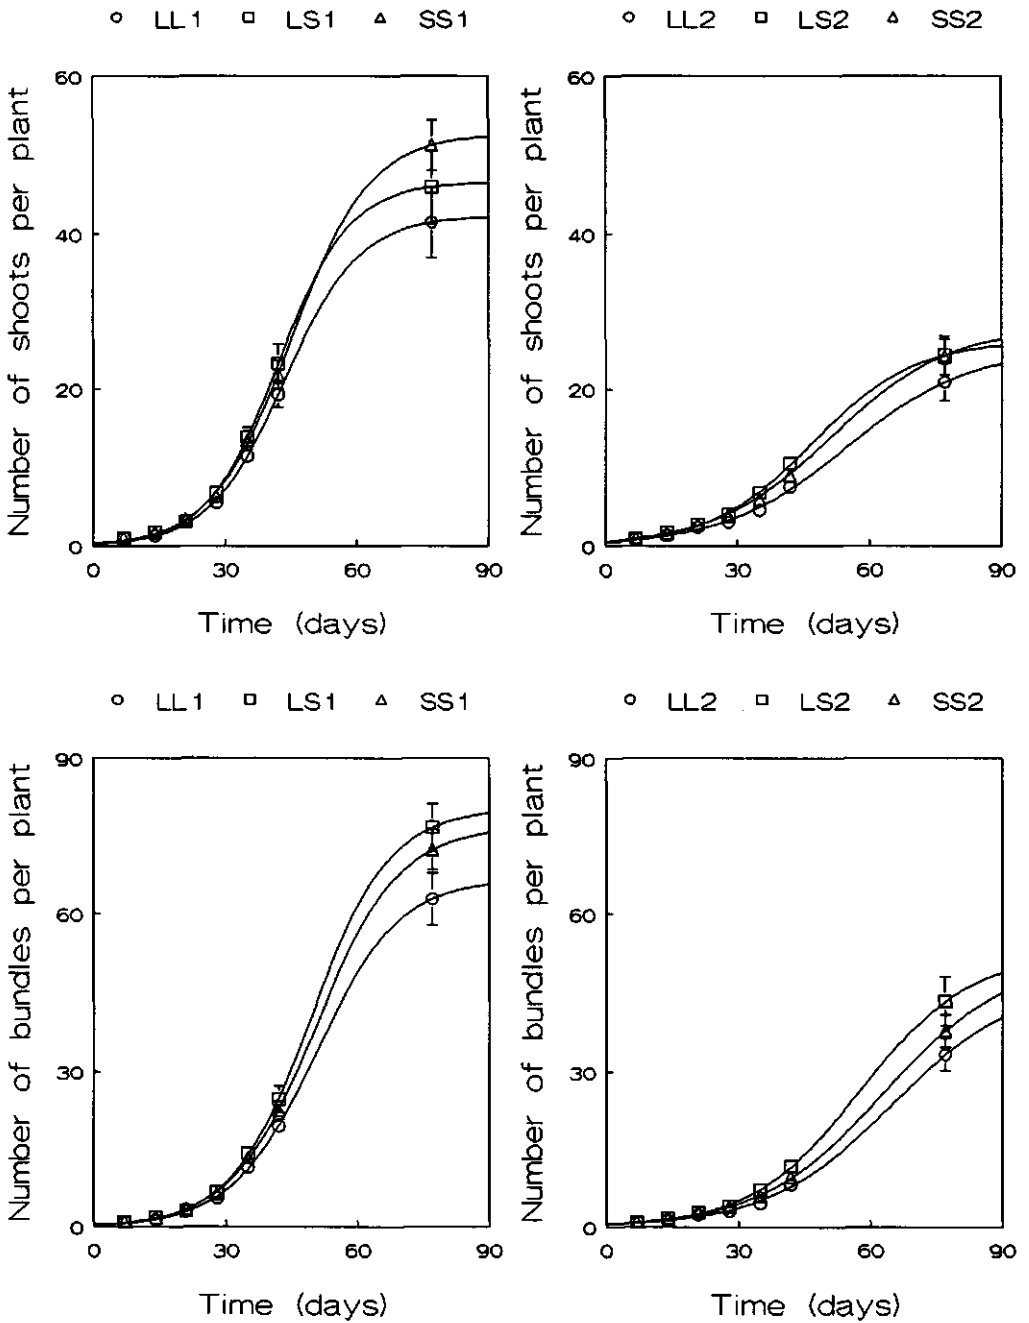 LL1 LS1 SS1
Number of shoots per plant
60
40
20
0
0 30 60 90
Time (days)
LL2 LS2 SS2
Number of shoots per plant
60
40
20
0
0 30 60 90
Time (days)
LL1 LS1 SS1
Number of bundles per plant
90
60
30
0
0 30 60 90
Time (days)
LL2 LS2 SS2
Number of bundles per plant
90
60
30
0
0 30 60 90
Time (days)